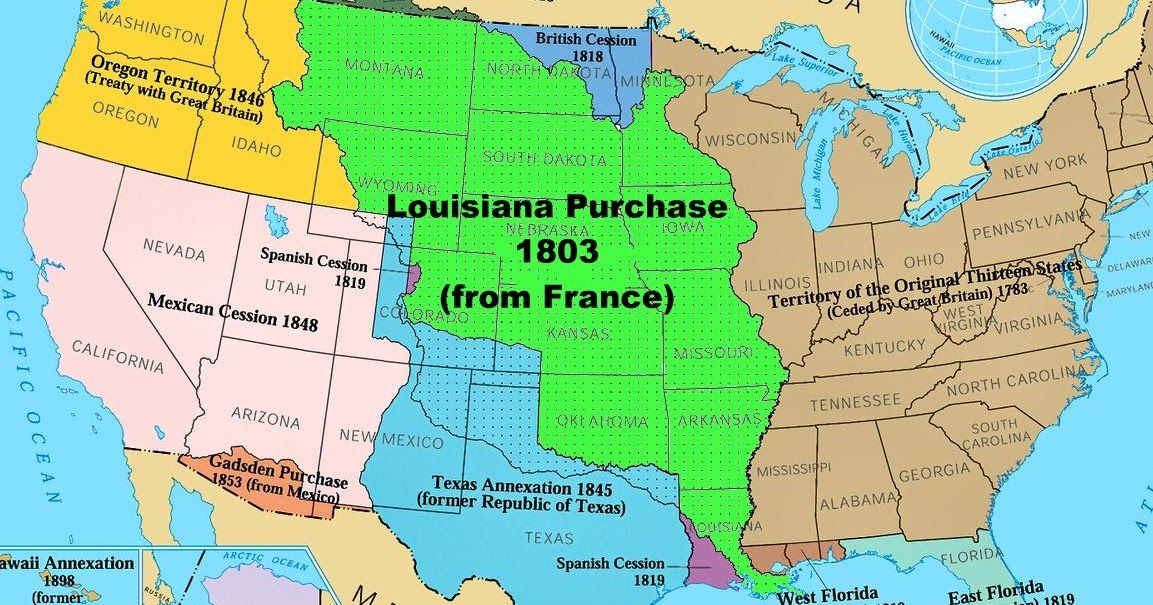 DA
WASHINGTON
Oregon Territory 1846
(Treaty with Great Britain)
OREGON
IDAHO
MONTANA
British Cession
1818
NORTH DAKOTA
MINNESOTA
Lake Superior
HAWAII
PACIFIC OCEAN
WISCONSIN
MICHIGAN
Lake Michigan
Lake Huron
Lake Ontario
Lake Erie
NEW YORK
SOUTH DAKOTA
WYOMING
Louisiana Purchase
1803
(from France)
NEBRASKA
IOWA
PENNSYLVANIA
NEW
DELAWARE
MARYLAND
NEVADA
UTAH
Spanish Cession
1819
Mexican Cession 1848
COLORADO
KANSAS
MISSOURI
ILLINOIS
INDIANA
OHIO
Territory of the Original Thirteen States
(Ceded by Great Britain) 1783
WEST
VIRGINIA
VIRGINIA
KENTUCKY
CALIFORNIA
PACIFIC OCEAN
ARIZONA
NEW MEXICO
OKLAHOMA
ARKANSAS
TENNESSEE
NORTH CAROLINA
SOUTH
CAROLINA
MISSISSIPPI
ALABAMA
GEORGIA
Gadsden Purchase
1853 (from Mexico)
Texas Annexation 1845
(former Republic of Texas)
TEXAS
LOUISIANA
Spanish Cession
1819
FLORIDA
West Florida
East Florida
1819
awaii Annexation
1898
(former
ARCTIC OCEAN
RUSSIA
M